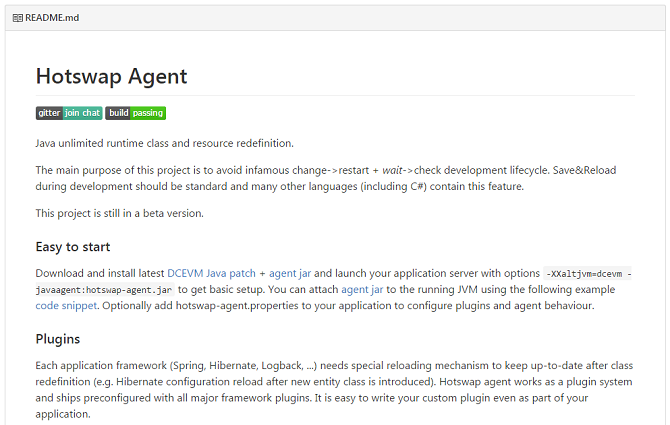 README.md
Hotswap Agent
gitter join chat build passing
Java unlimited runtime class and resource redefinition.
The main purpose of this project is to avoid infamous change->restart + wait->check development lifecycle. Save&Reload
during development should be standard and many other languages (including C#) contain this feature.
This project is still in a beta version.
Easy to start
Download and install latest DCEVM Java patch + agent jar and launch your application server with options -XXaltjvm=dcevm -
javaagent:hotswap-agent.jar to get basic setup. You can attach agent jar to the running JVM using the following example
code snippet. Optionally add hotswap-agent.properties to your application to configure plugins and agent behaviour.
Plugins
Each application framework (Spring, Hibernate, Logback, ...) needs special reloading mechanism to keep up-to-date after class
redefinition (e.g. Hibernate configuration reload after new entity class is introduced). Hotswap agent works as a plugin system
and ships preconfigured with all major framework plugins. It is easy to write your custom plugin even as part of your
application.